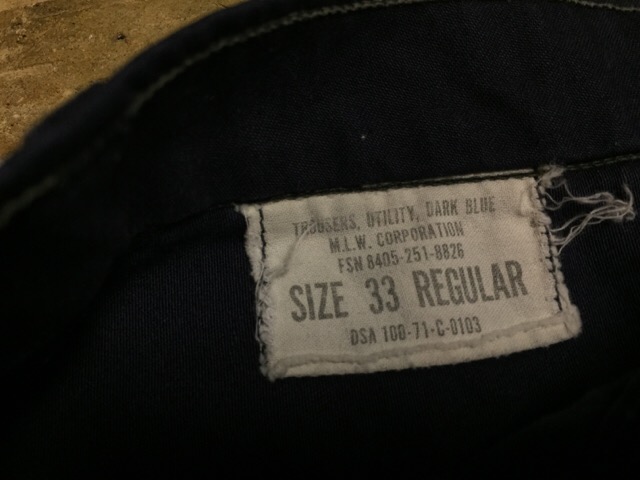 TROUSERS, UTILITY, DARK BLUE
M.L.W. CORPORATION
FSN 8405-251-8826
SIZE 33 REGULAR
DSA 100-71-C-0103